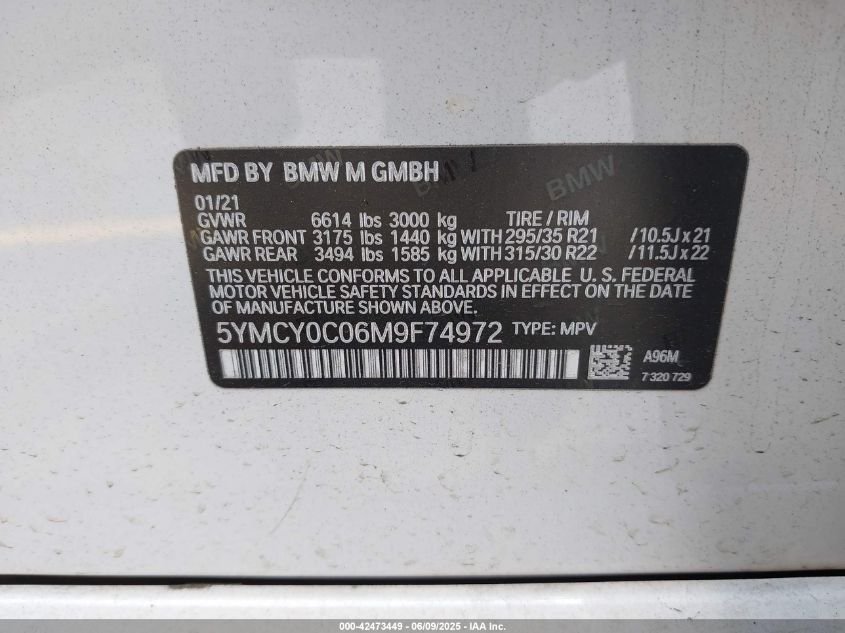 MFD BY BMW M GMBH
BMW
01/21
GVWR 6614 lbs 3000 kg TIRE / RIM
GAWR FRONT 3175 lbs 1440 kg WITH 295/35 R21 /10.5J x 21
GAWR REAR 3494 lbs 1585 kg WITH 315/30 R22 /11.5J x 22
THIS VEHICLE CONFORMS TO ALL APPLICABLE U. S. FEDERAL
MOTOR VEHICLE SAFETY STANDARDS IN EFFECT ON THE DATE
OF MANUFACTURE SHOWN ABOVE.
5YMCY0C06M9F74972 TYPE: MPV
A96M
7 320 729
000-42473449 | 06/09/2025 - IAA Inc.